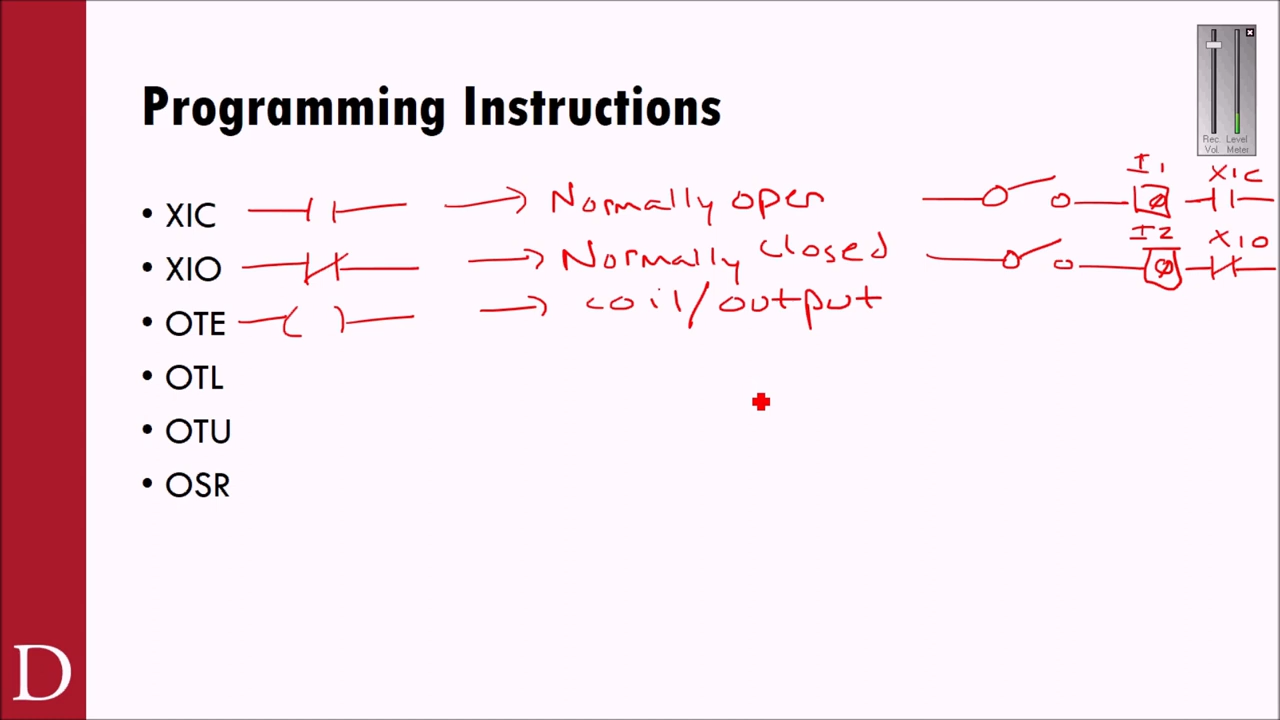 Programming Instructions
Rec. Level
Vol. Meter
• XIC → Normally open I1 XIC
• XIO → Normally closed I2 XIO
• OTE → coil/output
• OTL
• OTU
• OSR
D